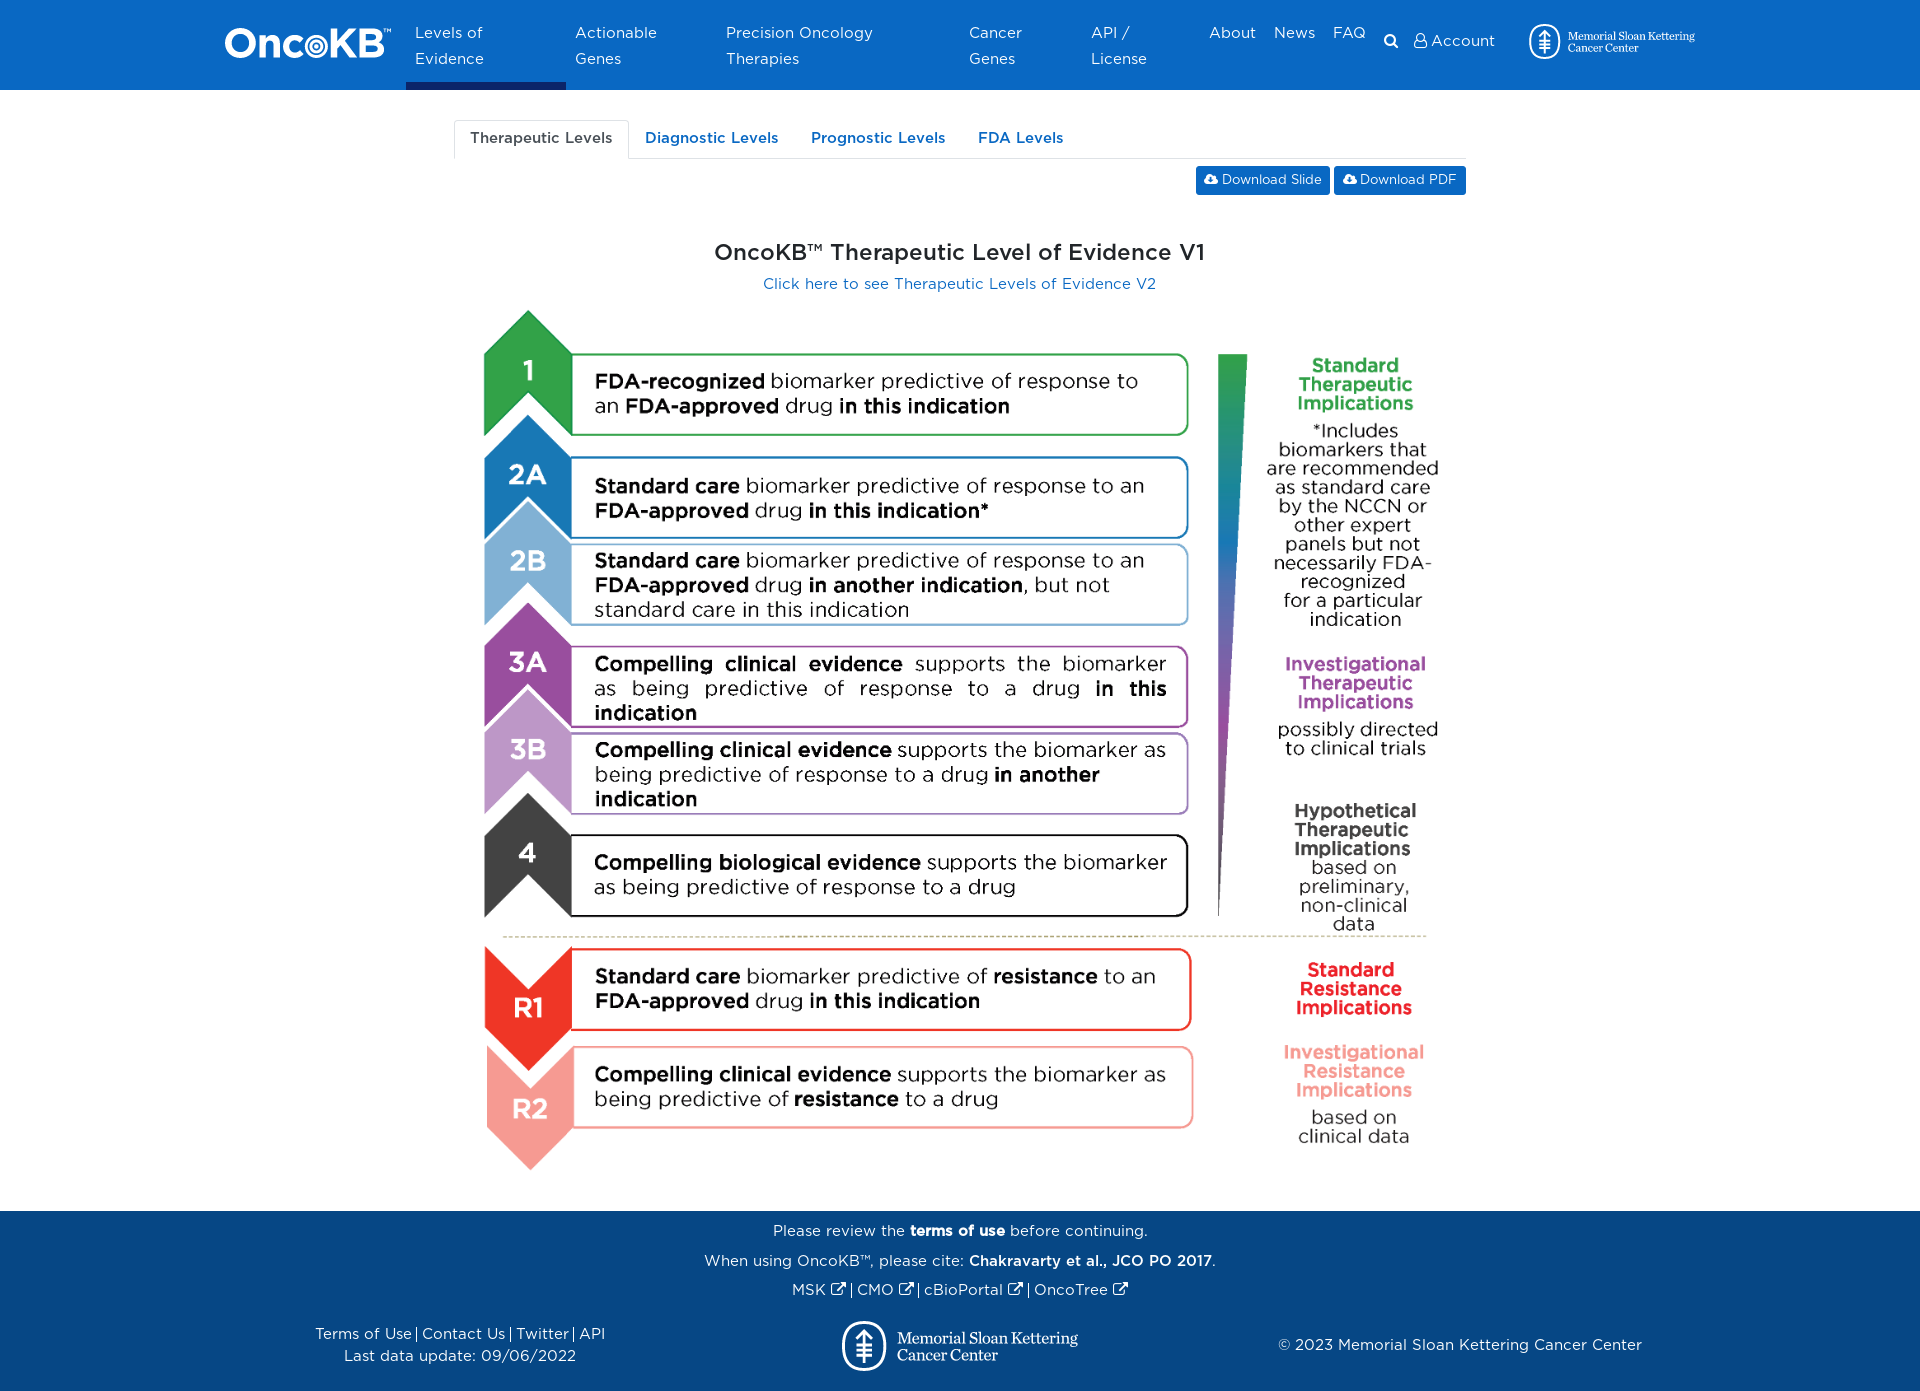 OncoKB™
Levels of
Evidence
Actionable
Genes
Precision Oncology
Therapies
Cancer
Genes
API /
License
About
News
FAQ
Account
Memorial Sloan Kettering
Cancer Center
Therapeutic Levels
Diagnostic Levels
Prognostic Levels
FDA Levels
Download Slide
Download PDF
OncoKB™ Therapeutic Level of Evidence V1
Click here to see Therapeutic Levels of Evidence V2
1
FDA-recognized biomarker predictive of response to
an FDA-approved drug in this indication
2A
Standard care biomarker predictive of response to an
FDA-approved drug in this indication*
2B
Standard care biomarker predictive of response to an
FDA-approved drug in another indication, but not
standard care in this indication
Standard
Therapeutic
Implications
*Includes
biomarkers that
are recommended
as standard care
by the NCCN or
other expert
panels but not
necessarily FDA-
recognized
for a particular
indication
3A
Compelling clinical evidence supports the biomarker
as being predictive of response to a drug in this
indication
3B
Compelling clinical evidence supports the biomarker as
being predictive of response to a drug in another
indication
Investigational
Therapeutic
Implications
possibly directed
to clinical trials
4
Compelling biological evidence supports the biomarker
as being predictive of response to a drug
Hypothetical
Therapeutic
Implications
based on
preliminary,
non-clinical
data
R1
Standard care biomarker predictive of resistance to an
FDA-approved drug in this indication
Standard
Resistance
Implications
R2
Compelling clinical evidence supports the biomarker as
being predictive of resistance to a drug
Investigational
Resistance
Implications
based on
clinical data
Please review the terms of use before continuing.
When using OncoKB™, please cite: Chakravarty et al., JCO PO 2017.
MSK | CMO | cBioPortal | OncoTree
Terms of Use | Contact Us | Twitter | API
Last data update: 09/06/2022
Memorial Sloan Kettering
Cancer Center
© 2023 Memorial Sloan Kettering Cancer Center